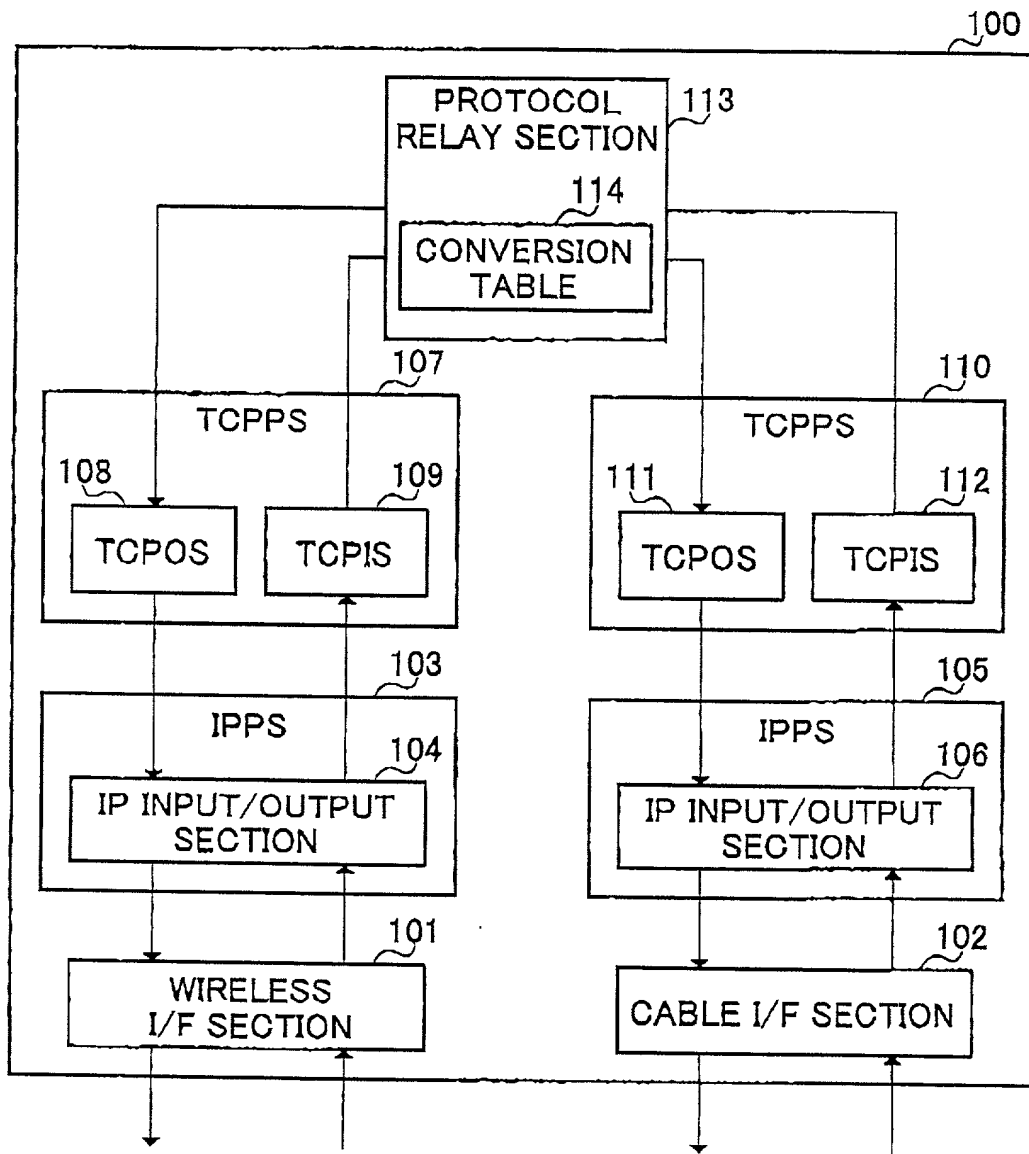 100
PROTOCOL
RELAY SECTION
113
114
CONVERSION
TABLE
107
TCPPS
108
TCPOS
109
TCPIS
110
TCPPS
111
TCPOS
112
TCPIS
103
IPPS
104
IP INPUT/OUTPUT
SECTION
105
IPPS
106
IP INPUT/OUTPUT
SECTION
101
WIRELESS
I/F SECTION
102
CABLE I/F SECTION